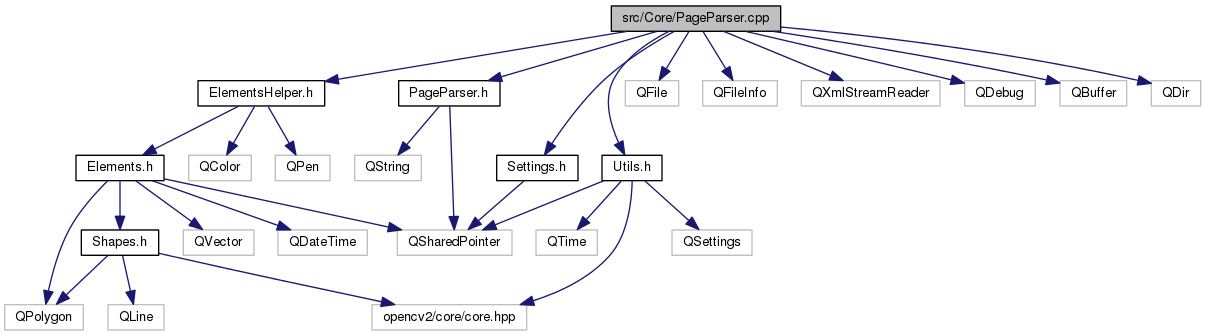 src/Core/PageParser.cpp
ElementsHelper.h
PageParser.h
QFile
QFileInfo
QXmlStreamReader
QDebug
QBuffer
QDir
Elements.h
QColor
QPen
QString
Settings.h
Utils.h
Shapes.h
QVector
QDateTime
QSharedPointer
QTime
QSettings
QPolygon
QLine
opencv2/core/core.hpp